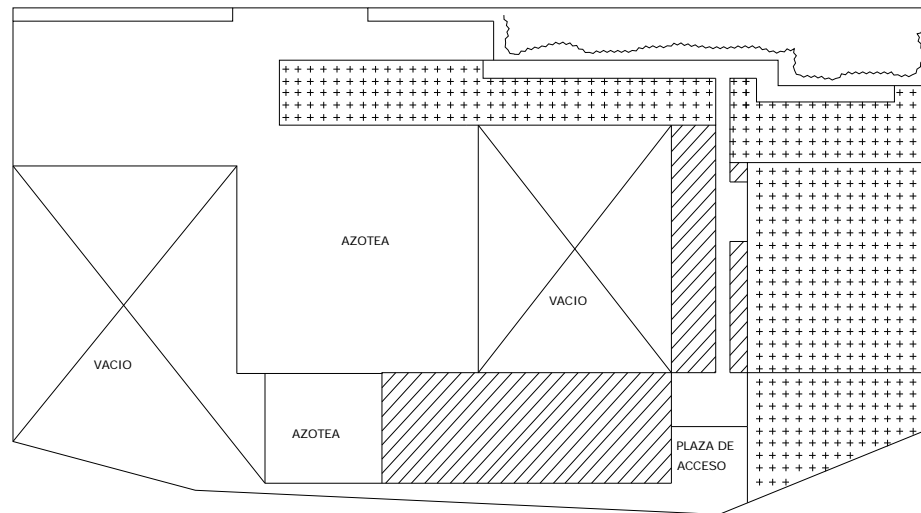 AZOTEA
VACIO
VACIO
AZOTEA
PLAZA DE
ACCESO